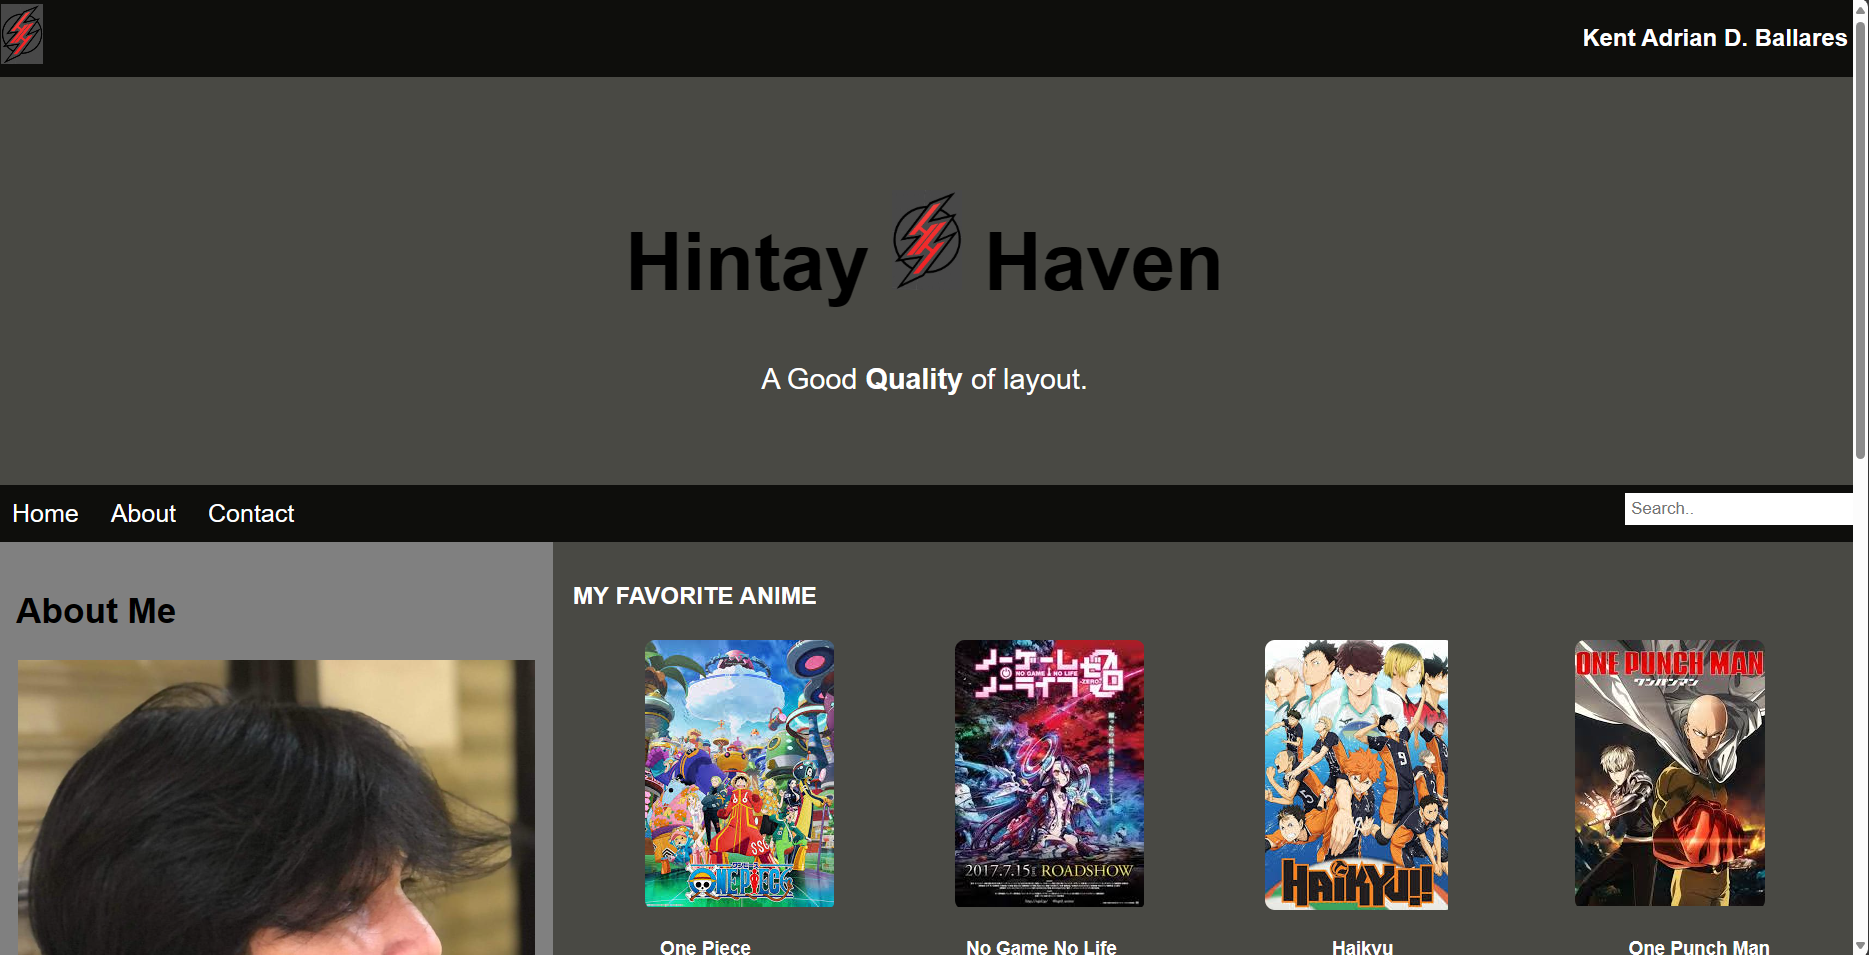 Kent Adrian D. Ballares
Hintay Haven
A Good Quality of layout.
Home About Contact
Search..
About Me
MY FAVORITE ANIME
ONE PIECE
ノーゲーム
NO GAME NO LIFE
ノーライフ ゼロ
-ZERO-
2017.7.15 ROADSHOW
HAIKYU!!
ONE PUNCH MAN
ワンパンマン
One Piece
No Game No Life
Haikyu
One Punch Man